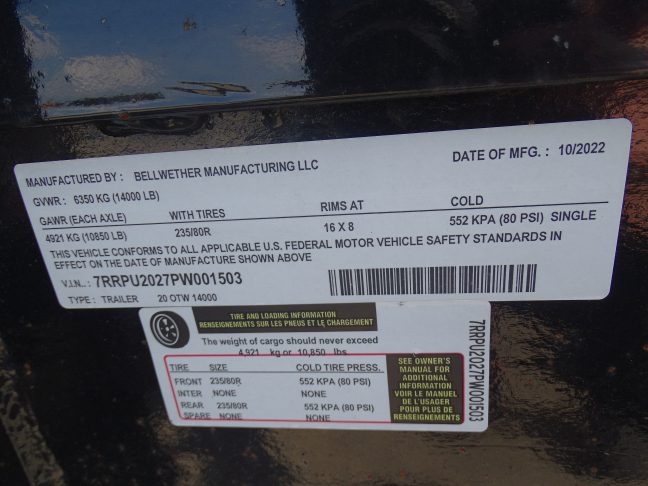 MANUFACTURED BY : BELLWETHER MANUFACTURING LLC DATE OF MFG. : 10/2022
GVWR : 6350 KG (14000 LB)
GAWR (EACH AXLE) WITH TIRES RIMS AT COLD
4921 KG (10850 LB) 235/80R 16 X 8 552 KPA (80 PSI) SINGLE
THIS VEHICLE CONFORMS TO ALL APPLICABLE U.S. FEDERAL MOTOR VEHICLE SAFETY STANDARDS IN
EFFECT ON THE DATE OF MANUFACTURE SHOWN ABOVE
V.I.N.: 7RRPU2027PW001503
TYPE : TRAILER 20 OTW 14000
TIRE AND LOADING INFORMATION
RENSEIGNEMENTS SUR LES PNEUS ET LE CHARGEMENT
The weight of cargo should never exceed
4,921 kg or 10,850 lbs
TIRE SIZE COLD TIRE PRESS.
FRONT 235/80R 552 KPA (80 PSI)
INTER NONE NONE
REAR 235/80R 552 KPA (80 PSI)
SPARE NONE NONE
SEE OWNER'S
MANUAL FOR
ADDITIONAL
INFORMATION
VOIR LE MANUEL
DE L'USAGER
POUR PLUS DE
RENSEIGNEMENTS
7RRPU2027PW001503